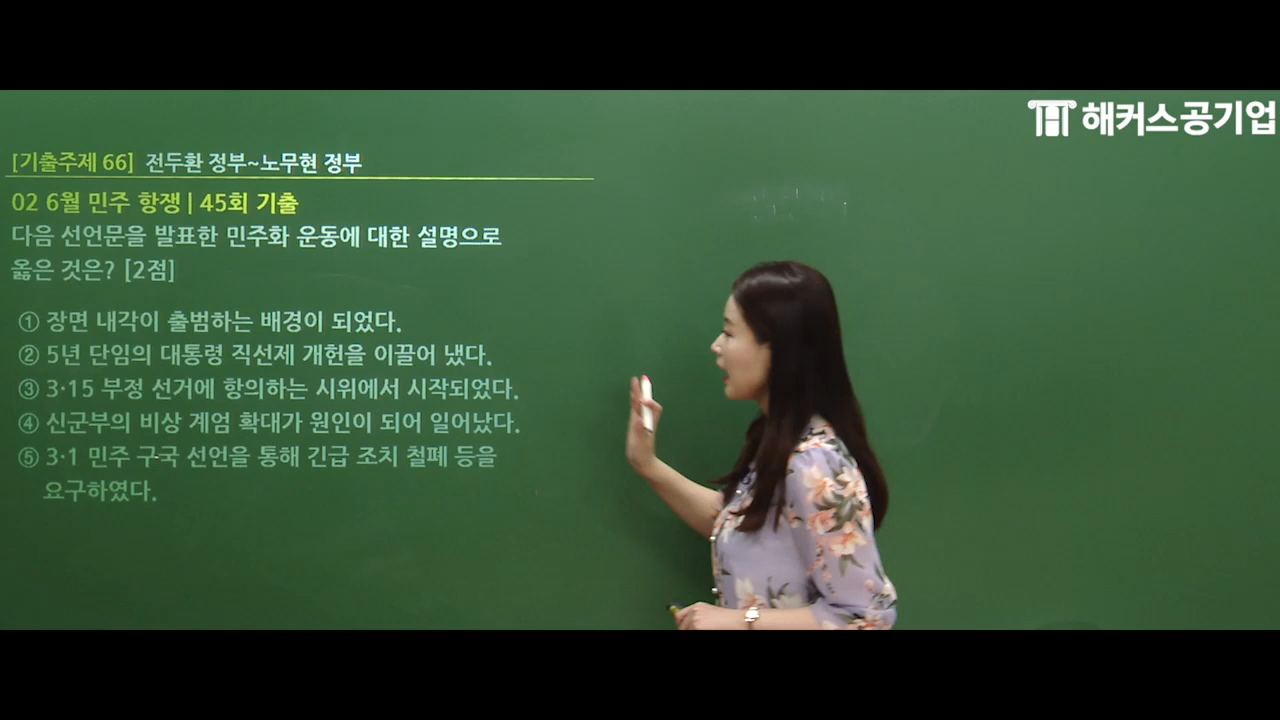 해커스공기업
[기출주제 66] 전두환 정부~노무현 정부
02 6월 민주 항쟁 | 45회 기출
다음 선언문을 발표한 민주화 운동에 대한 설명으로
옳은 것은? [2점]
① 장면 내각이 출범하는 배경이 되었다.
② 5년 단임의 대통령 직선제 개헌을 이끌어 냈다.
③ 3·15 부정 선거에 항의하는 시위에서 시작되었다.
④ 신군부의 비상 계엄 확대가 원인이 되어 일어났다.
⑤ 3·1 민주 구국 선언을 통해 긴급 조치 철폐 등을
요구하였다.